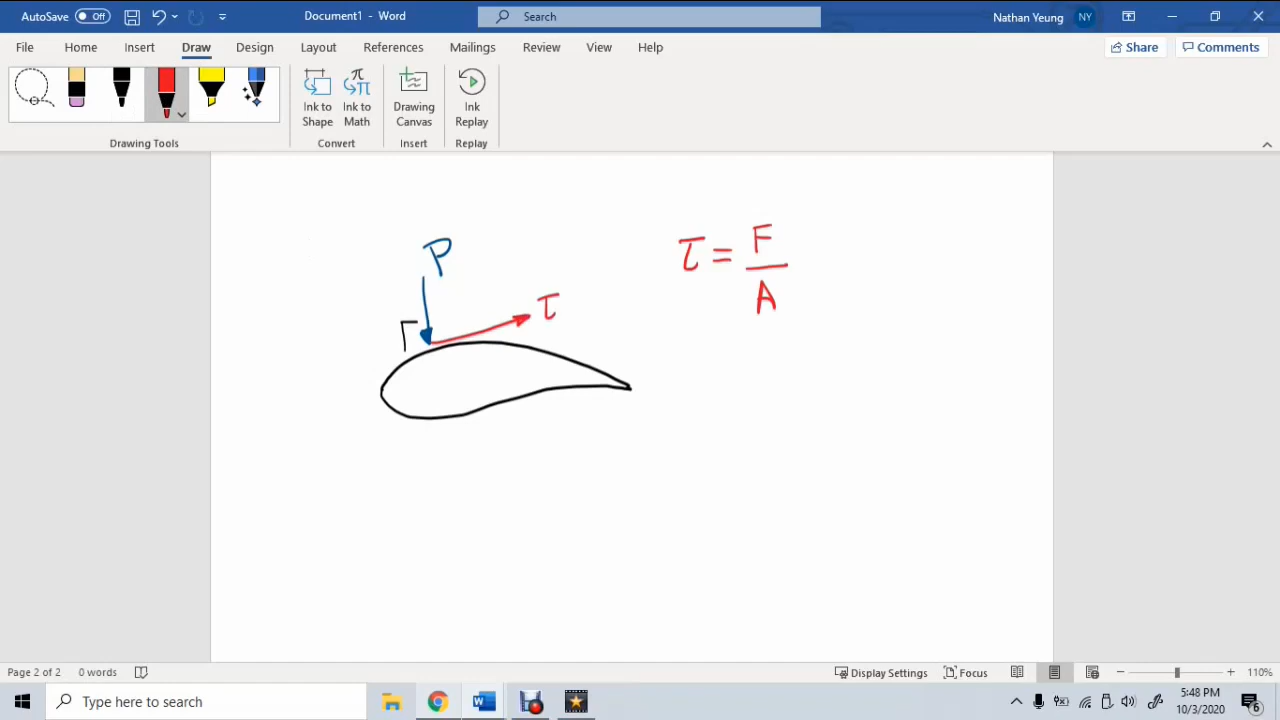 AutoSave Off Document1 - Word Search Nathan Yeung NY
File Home Insert Draw Design Layout References Mailings Review View Help Share Comments
Ink to Shape Ink to Math Drawing Canvas Ink Replay
Drawing Tools Convert Insert Replay
P
τ
τ = F/A
Page 2 of 2 0 words Display Settings Focus 110%
Type here to search 5:48 PM
10/3/2020 6